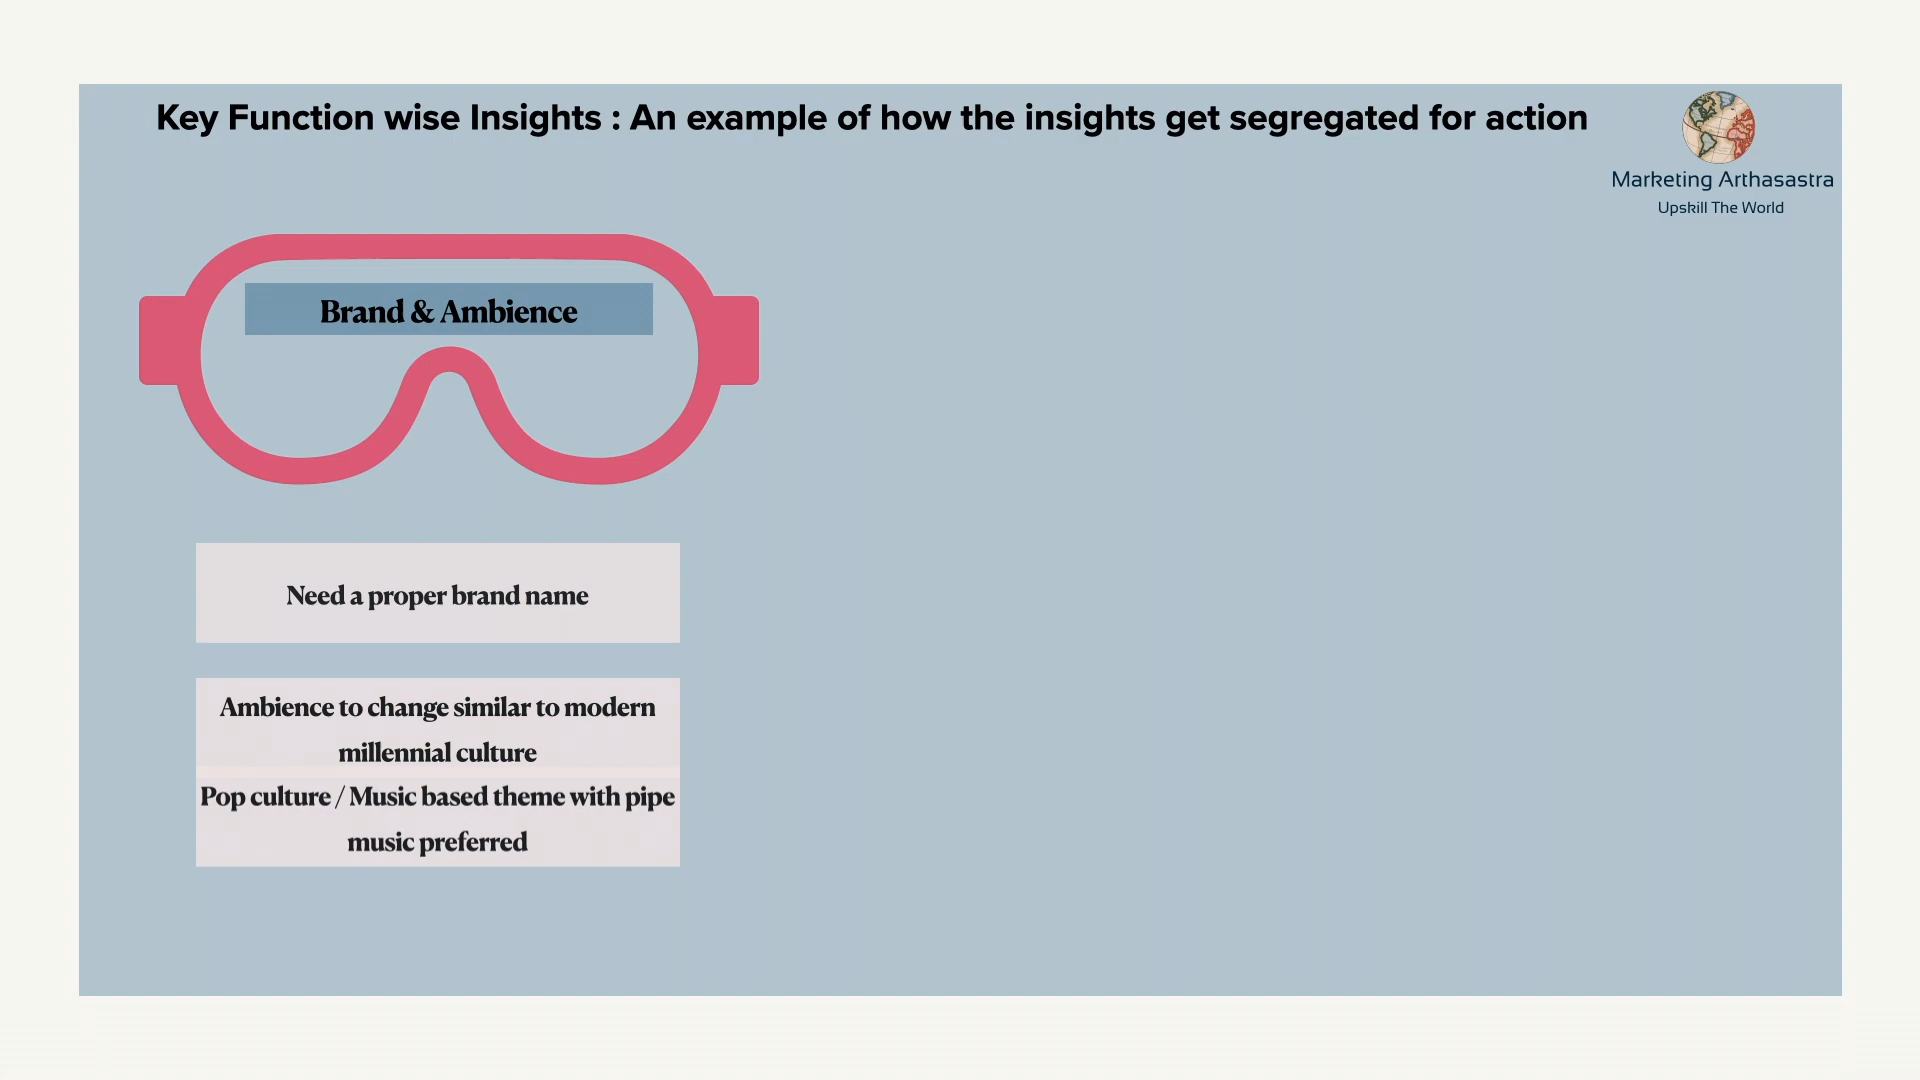 Key Function wise Insights : An example of how the insights get segregated for action
Marketing Arthasastra
Upskill The World
Brand & Ambience
Need a proper brand name
Ambience to change similar to modern
millennial culture
Pop culture / Music based theme with pipe
music preferred